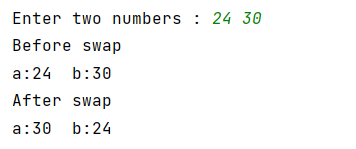 Enter two numbers : 24 30
Before swap
a:24  b:30
After swap
a:30  b:24